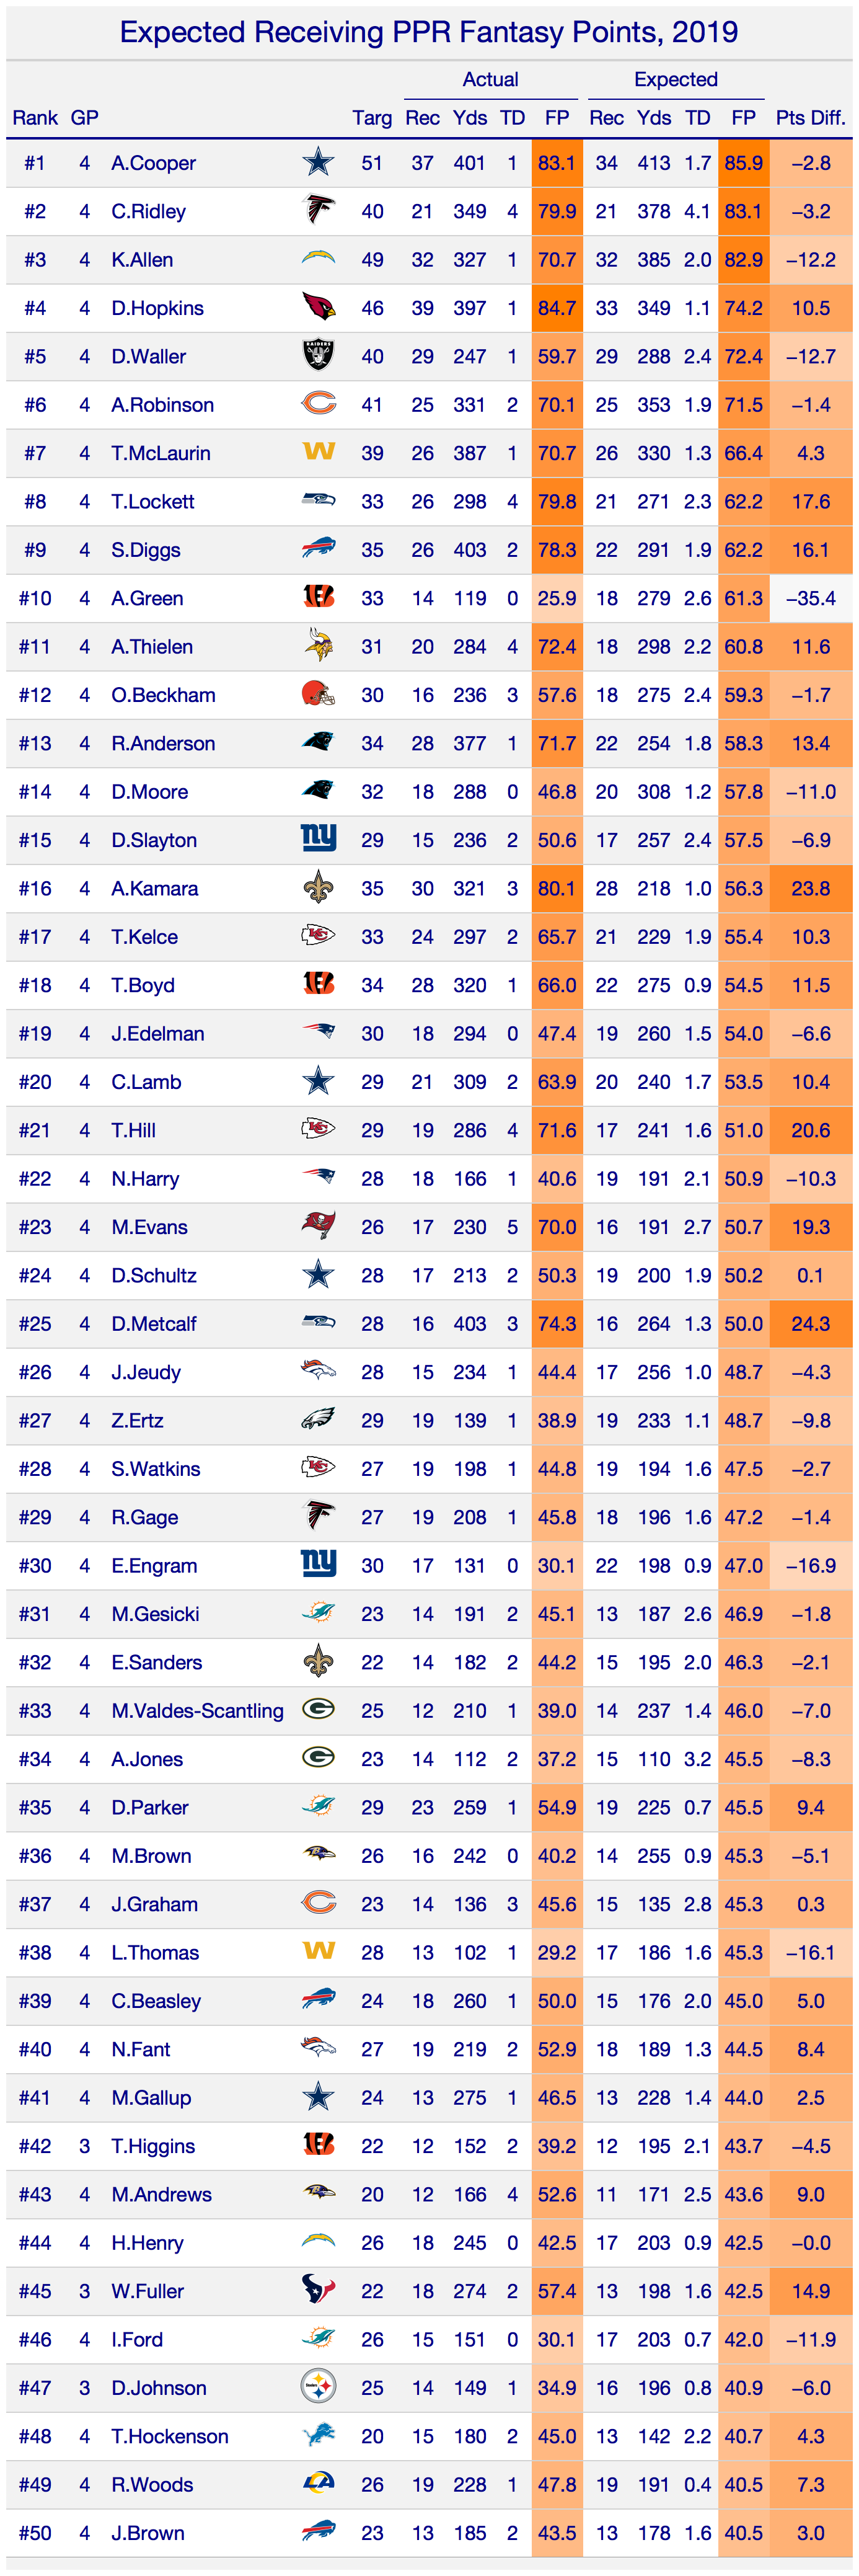 Expected Receiving PPR Fantasy Points, 2019
Actual Expected
Rank GP Targ Rec Yds TD FP Rec Yds TD FP Pts Diff.
#1 4 A.Cooper 51 37 401 1 83.1 34 413 1.7 85.9 −2.8
#2 4 C.Ridley 40 21 349 4 79.9 21 378 4.1 83.1 −3.2
#3 4 K.Allen 49 32 327 1 70.7 32 385 2.0 82.9 −12.2
#4 4 D.Hopkins 46 39 397 1 84.7 33 349 1.1 74.2 10.5
#5 4 D.Waller RAIDERS 40 29 247 1 59.7 29 288 2.4 72.4 −12.7
#6 4 A.Robinson 41 25 331 2 70.1 25 353 1.9 71.5 −1.4
#7 4 T.McLaurin W 39 26 387 1 70.7 26 330 1.3 66.4 4.3
#8 4 T.Lockett 33 26 298 4 79.8 21 271 2.3 62.2 17.6
#9 4 S.Diggs 35 26 403 2 78.3 22 291 1.9 62.2 16.1
#10 4 A.Green 33 14 119 0 25.9 18 279 2.6 61.3 −35.4
#11 4 A.Thielen 31 20 284 4 72.4 18 298 2.2 60.8 11.6
#12 4 O.Beckham 30 16 236 3 57.6 18 275 2.4 59.3 −1.7
#13 4 R.Anderson 34 28 377 1 71.7 22 254 1.8 58.3 13.4
#14 4 D.Moore 32 18 288 0 46.8 20 308 1.2 57.8 −11.0
#15 4 D.Slayton ny 29 15 236 2 50.6 17 257 2.4 57.5 −6.9
#16 4 A.Kamara 35 30 321 3 80.1 28 218 1.0 56.3 23.8
#17 4 T.Kelce KC 33 24 297 2 65.7 21 229 1.9 55.4 10.3
#18 4 T.Boyd 34 28 320 1 66.0 22 275 0.9 54.5 11.5
#19 4 J.Edelman 30 18 294 0 47.4 19 260 1.5 54.0 −6.6
#20 4 C.Lamb 29 21 309 2 63.9 20 240 1.7 53.5 10.4
#21 4 T.Hill KC 29 19 286 4 71.6 17 241 1.6 51.0 20.6
#22 4 N.Harry 28 18 166 1 40.6 19 191 2.1 50.9 −10.3
#23 4 M.Evans 26 17 230 5 70.0 16 191 2.7 50.7 19.3
#24 4 D.Schultz 28 17 213 2 50.3 19 200 1.9 50.2 0.1
#25 4 D.Metcalf 28 16 403 3 74.3 16 264 1.3 50.0 24.3
#26 4 J.Jeudy 28 15 234 1 44.4 17 256 1.0 48.7 −4.3
#27 4 Z.Ertz 29 19 139 1 38.9 19 233 1.1 48.7 −9.8
#28 4 S.Watkins KC 27 19 198 1 44.8 19 194 1.6 47.5 −2.7
#29 4 R.Gage 27 19 208 1 45.8 18 196 1.6 47.2 −1.4
#30 4 E.Engram ny 30 17 131 0 30.1 22 198 0.9 47.0 −16.9
#31 4 M.Gesicki 23 14 191 2 45.1 13 187 2.6 46.9 −1.8
#32 4 E.Sanders 22 14 182 2 44.2 15 195 2.0 46.3 −2.1
#33 4 M.Valdes-Scantling G 25 12 210 1 39.0 14 237 1.4 46.0 −7.0
#34 4 A.Jones G 23 14 112 2 37.2 15 110 3.2 45.5 −8.3
#35 4 D.Parker 29 23 259 1 54.9 19 225 0.7 45.5 9.4
#36 4 M.Brown 26 16 242 0 40.2 14 255 0.9 45.3 −5.1
#37 4 J.Graham 23 14 136 3 45.6 15 135 2.8 45.3 0.3
#38 4 L.Thomas W 28 13 102 1 29.2 17 186 1.6 45.3 −16.1
#39 4 C.Beasley 24 18 260 1 50.0 15 176 2.0 45.0 5.0
#40 4 N.Fant 27 19 219 2 52.9 18 189 1.3 44.5 8.4
#41 4 M.Gallup 24 13 275 1 46.5 13 228 1.4 44.0 2.5
#42 3 T.Higgins 22 12 152 2 39.2 12 195 2.1 43.7 −4.5
#43 4 M.Andrews 20 12 166 4 52.6 11 171 2.5 43.6 9.0
#44 4 H.Henry 26 18 245 0 42.5 17 203 0.9 42.5 −0.0
#45 3 W.Fuller 22 18 274 2 57.4 13 198 1.6 42.5 14.9
#46 4 I.Ford 26 15 151 0 30.1 17 203 0.7 42.0 −11.9
#47 3 D.Johnson 25 14 149 1 34.9 16 196 0.8 40.9 −6.0
#48 4 T.Hockenson 20 15 180 2 45.0 13 142 2.2 40.7 4.3
#49 4 R.Woods LA 26 19 228 1 47.8 19 191 0.4 40.5 7.3
#50 4 J.Brown 23 13 185 2 43.5 13 178 1.6 40.5 3.0